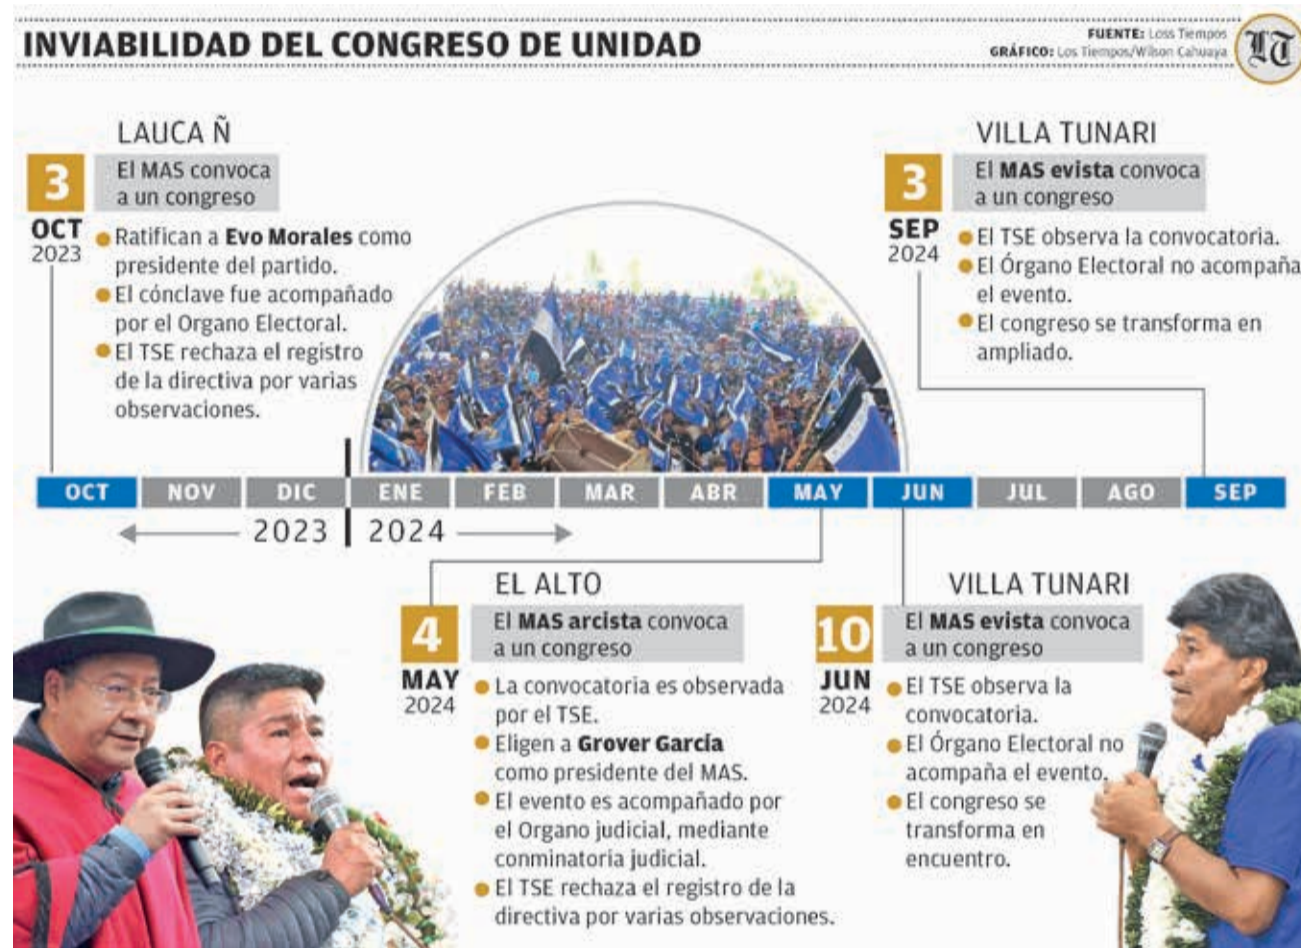 INVIABILIDAD DEL CONGRESO DE UNIDAD
FUENTE: Loss Tiempos
GRÁFICO: Los Tiempos/Wilson Cahuaya
LT
LAUCA Ñ
3
OCT
2023
El MAS convoca
a un congreso
Ratifican a Evo Morales como
presidente del partido.
El cónclave fue acompañado
por el Organo Electoral.
El TSE rechaza el registro
de la directiva por varias
observaciones.
VILLA TUNARI
3
SEP
2024
El MAS evista convoca
a un congreso
El TSE observa la convocatoria.
El Órgano Electoral no acompaña
el evento.
El congreso se transforma en
ampliado.
OCT NOV DIC ENE FEB MAR ABR MAY JUN JUL AGO SEP
2023 2024
EL ALTO
4
MAY
2024
El MAS arcista convoca
a un congreso
La convocatoria es observada
por el TSE.
Eligen a Grover García
como presidente del MAS.
El evento es acompañado por
el Organo judicial, mediante
conminatoria judicial.
El TSE rechaza el registro de la
directiva por varias observaciones.
VILLA TUNARI
10
JUN
2024
El MAS evista convoca
a un congreso
El TSE observa la
convocatoria.
El Órgano Electoral no
acompaña el evento.
El congreso se
transforma en
encuentro.